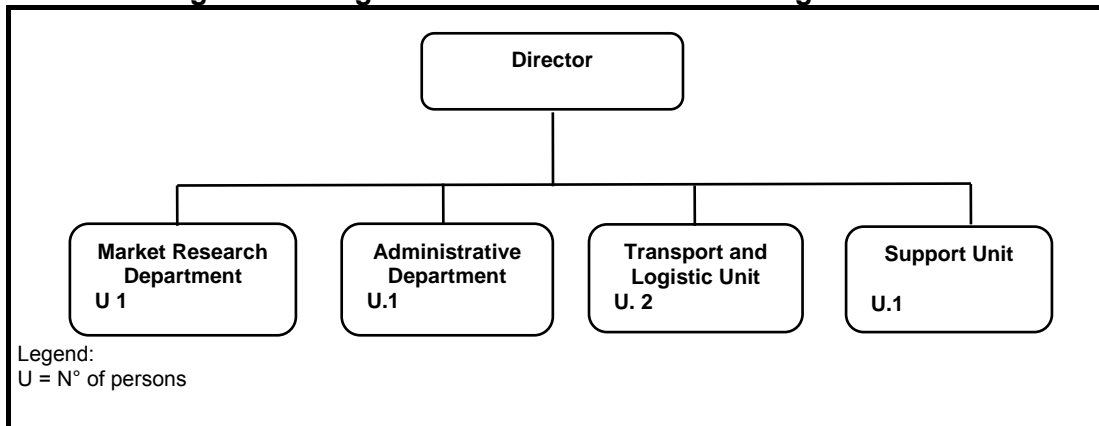 Director
Market Research
Department
U 1
Administrative
Department
U.1
Transport and
Logistic Unit
U. 2
Support Unit
U.1
Legend:
U = N° of persons